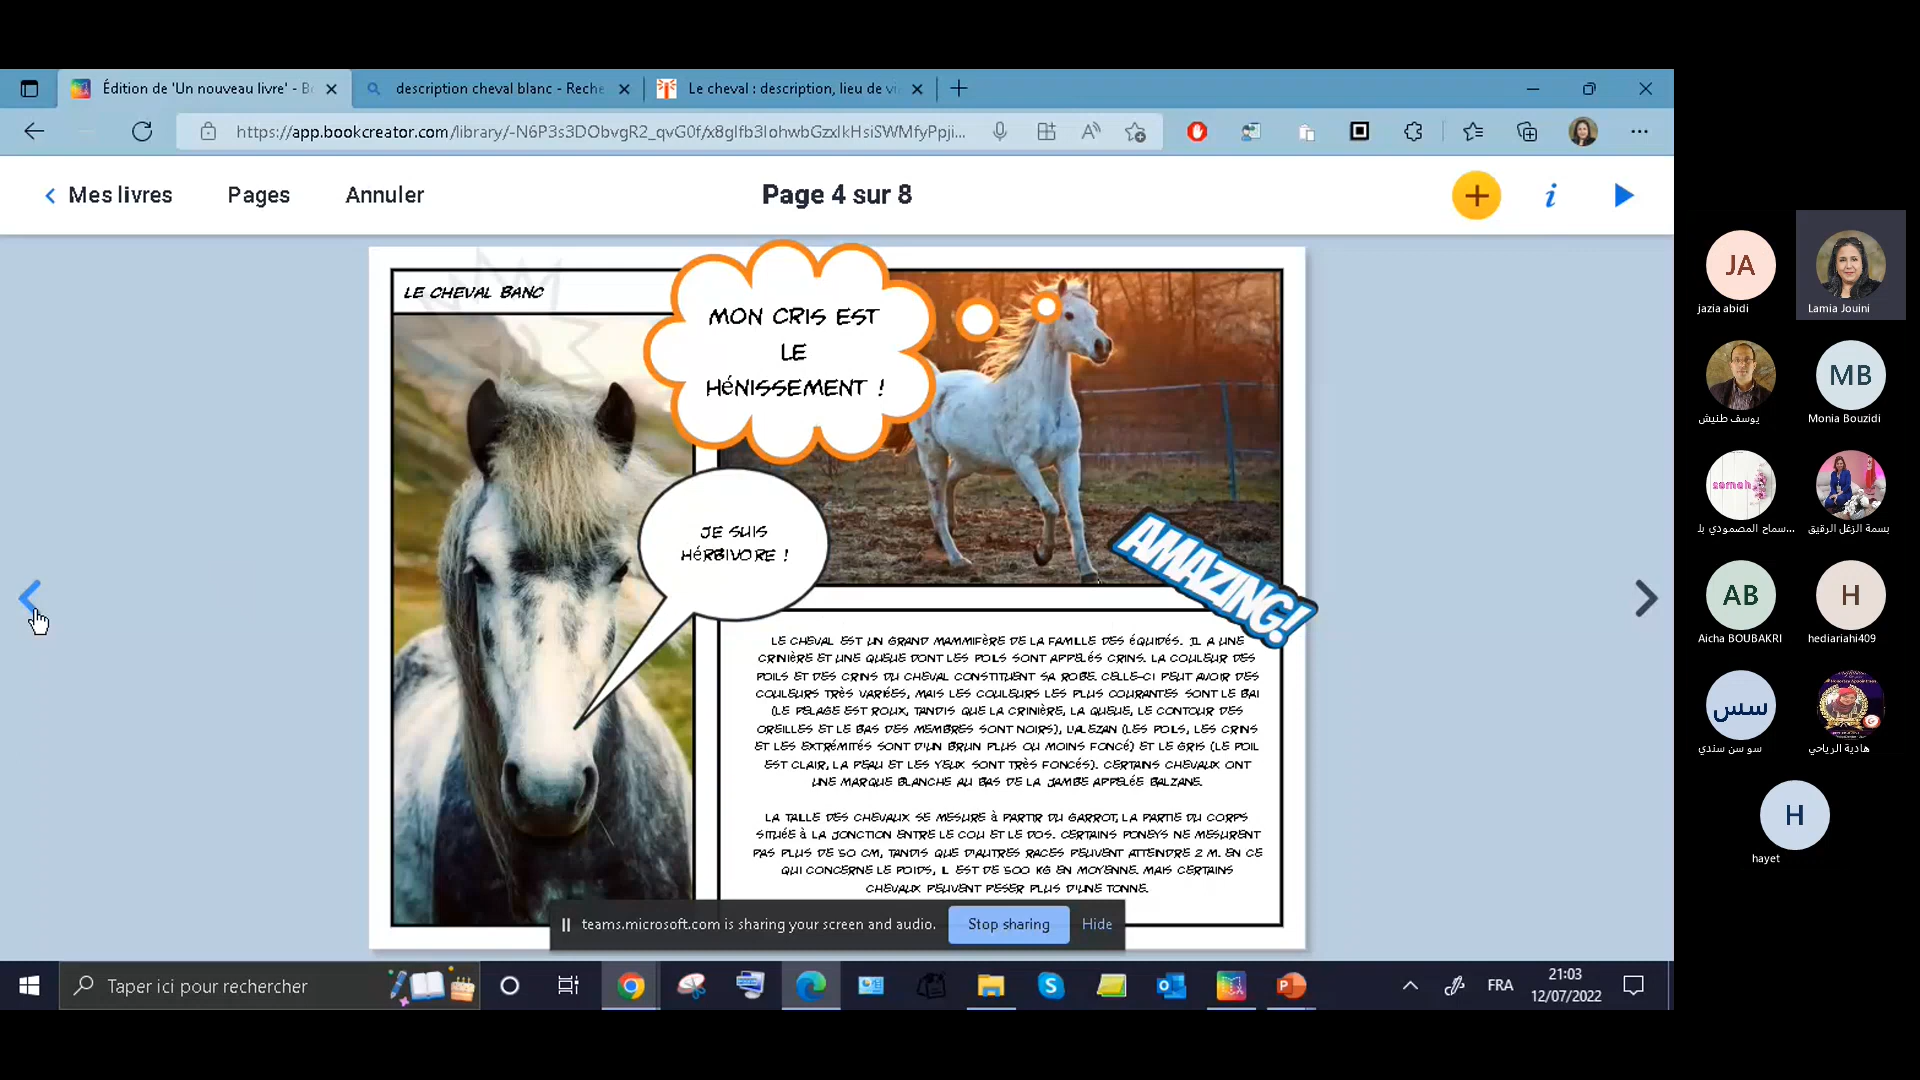 Édition de 'Un nouveau livre' - B
description cheval blanc - Reche
Le cheval : description, lieu de vi
https://app.bookcreator.com/library/-N6P3s3DObvgR2_qvG0f/x8glfb3IohwbGzxlkHsiSWMfyPpji...
Mes livres
Pages
Annuler
Page 4 sur 8
LE CHEVAL BANC
MON CRIS EST
LE
HÉNISSEMENT !
JE SUIS
HÉRBIVORE !
AMAZING!
LE CHEVAL EST UN GRAND MAMMIFÈRE DE LA FAMILLE DES ÉQUIDÉS. IL A UNE
CRINIÈRE ET UNE QUEUE DONT LES POILS SONT APPELÉS CRINS. LA COULEUR DES
POILS ET DES CRINS DU CHEVAL CONSTITUENT SA ROBE. CELLE-CI PEUT AVOIR DES
COULEURS TRÈS VARIÉES, MAIS LES COULEURS LES PLUS COURANTES SONT LE BAI
(LE PELAGE EST ROUX, TANDIS QUE LA CRINIÈRE, LA QUEUE, LE CONTOUR DES
OREILLES ET LE BAS DES MEMBRES SONT NOIRS), L'ALEZAN (LES POILS, LES CRINS
ET LES EXTRÉMITÉS SONT D'UN BRUN PLUS OU MOINS FONCÉ) ET LE GRIS (LE POIL
EST CLAIR, LA PEAU ET LES YEUX SONT TRÈS FONCÉS). CERTAINS CHEVAUX ONT
UNE MARQUE BLANCHE AU BAS DE LA JAMBE APPELÉE BALZANE.
LA TAILLE DES CHEVAUX SE MESURE À PARTIR DU GARROT, LA PARTIE DU CORPS
SITUÉE À LA JONCTION ENTRE LE COU ET LE DOS. CERTAINS PONEYS NE MESURENT
PAS PLUS DE 50 CM, TANDIS QUE D'AUTRES RACES PEUVENT ATTEINDRE 2 M. EN CE
QUI CONCERNE LE POIDS, IL EST DE 500 KG EN MOYENNE. MAIS CERTAINS
CHEVAUX PEUVENT PESER PLUS D'UNE TONNE.
teams.microsoft.com is sharing your screen and audio.
Stop sharing
Hide
Taper ici pour rechercher
FRA
21:03
12/07/2022
JA
jazia abidi
Lamia Jouini
يوسف طنيش
MB
Monia Bouzidi
samah
سماح المصمودي بل...
بسمة الزغل الرقيق
AB
Aicha BOUBAKRI
H
hediariahi409
سس
سو سن سندي
هادية الرياحي
H
hayet